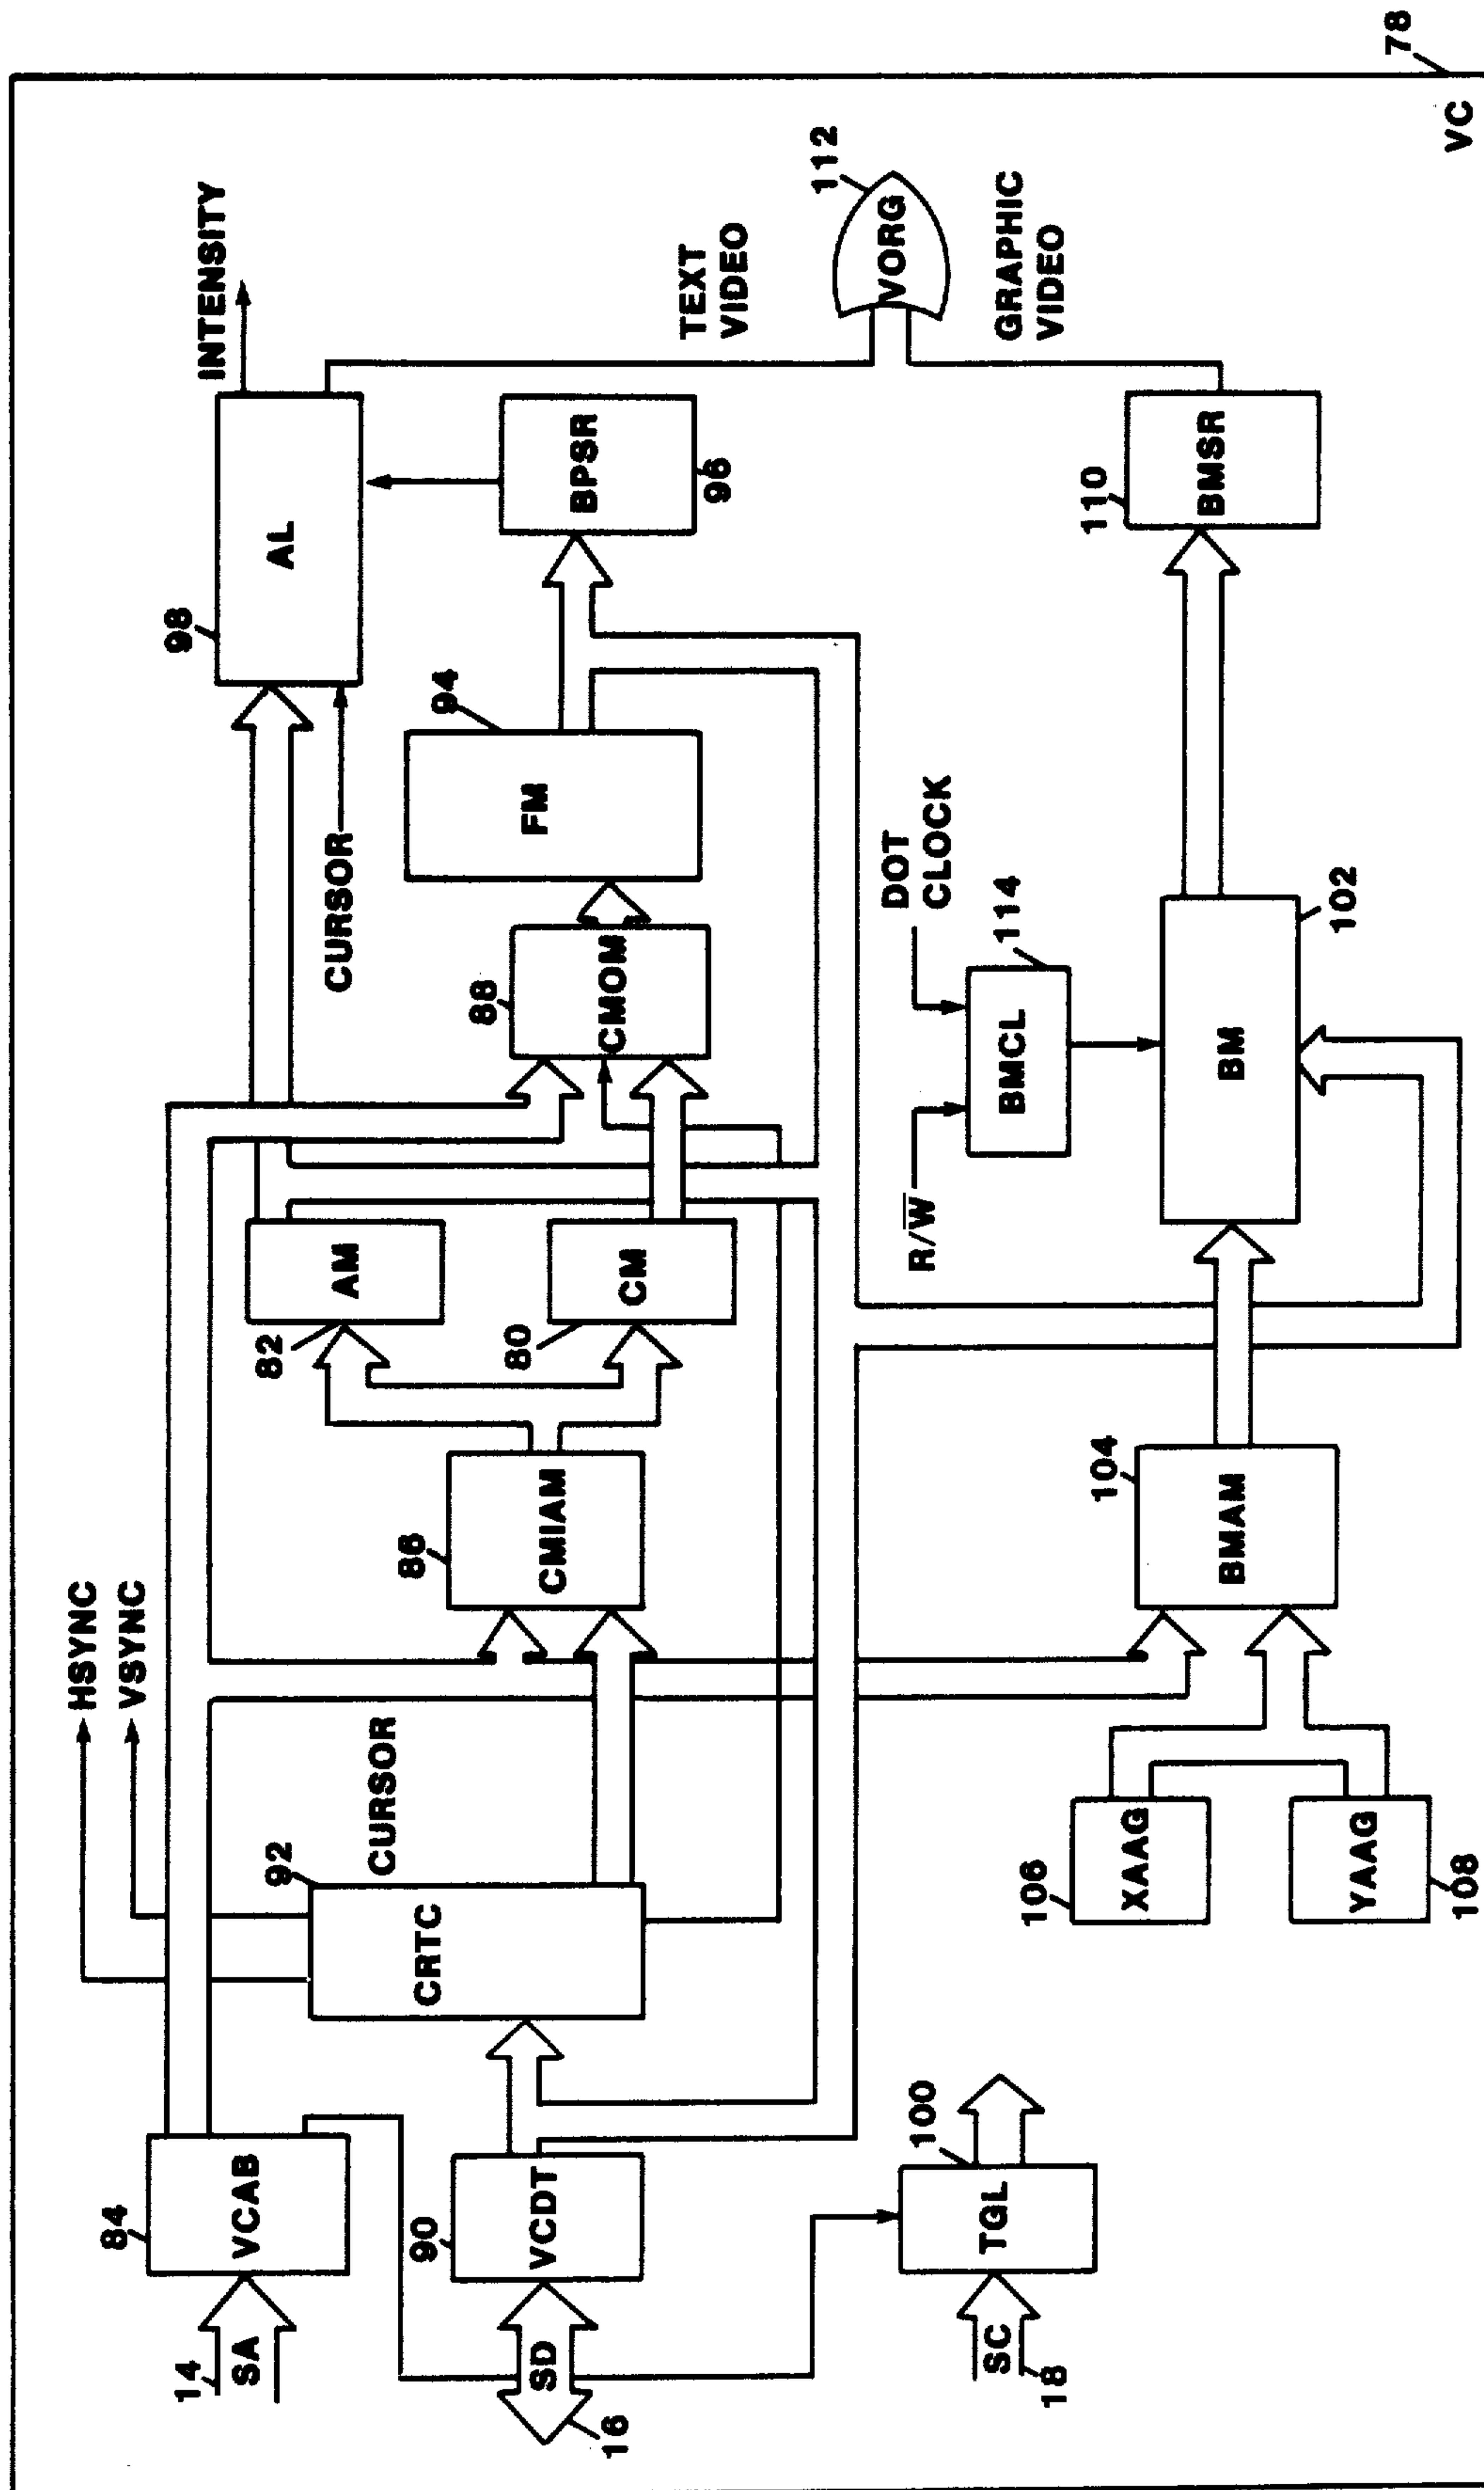 HSYNC
VSYNC
INTENSITY
14
SA
84
VCAB
92
CRTC
CURSOR
86
CMIAM
82
AM
80
CM
CURSOR
98
AL
88
CMOM
94
FM
BPSR
96
TEXT
VIDEO
16
SD
90
VCDT
112
VORG
GRAPHIC
VIDEO
18
SC
100
TGL
106
XAAG
108
YAAG
104
BMAM
R/W̅
DOT
CLOCK
114
BMCL
BM
102
110
BMSR
VC
78